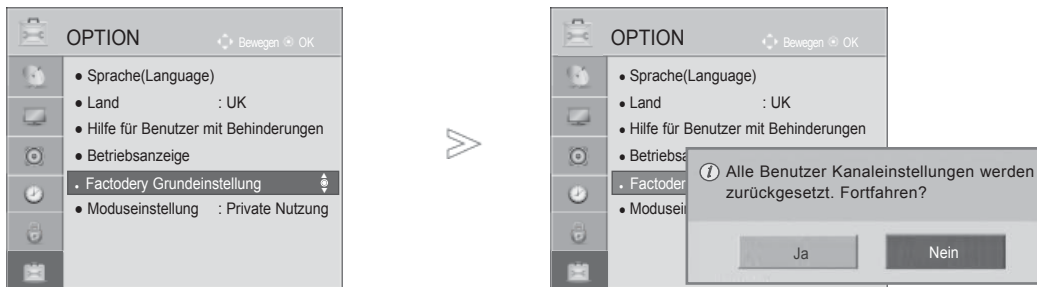 OPTION
Bewegen OK
● Sprache(Language)
● Land : UK
● Hilfe für Benutzer mit Behinderungen
● Betriebsanzeige
• Factodery Grundeinstellung
● Moduseinstellung : Private Nutzung
>>
OPTION
Bewegen OK
● Sprache(Language)
● Land : UK
● Hilfe für Benutzer mit Behinderungen
● Betriebsa
• Factoder
● Modusei
Alle Benutzer Kanaleinstellungen werden
zurückgesetzt. Fortfahren?
Ja
Nein